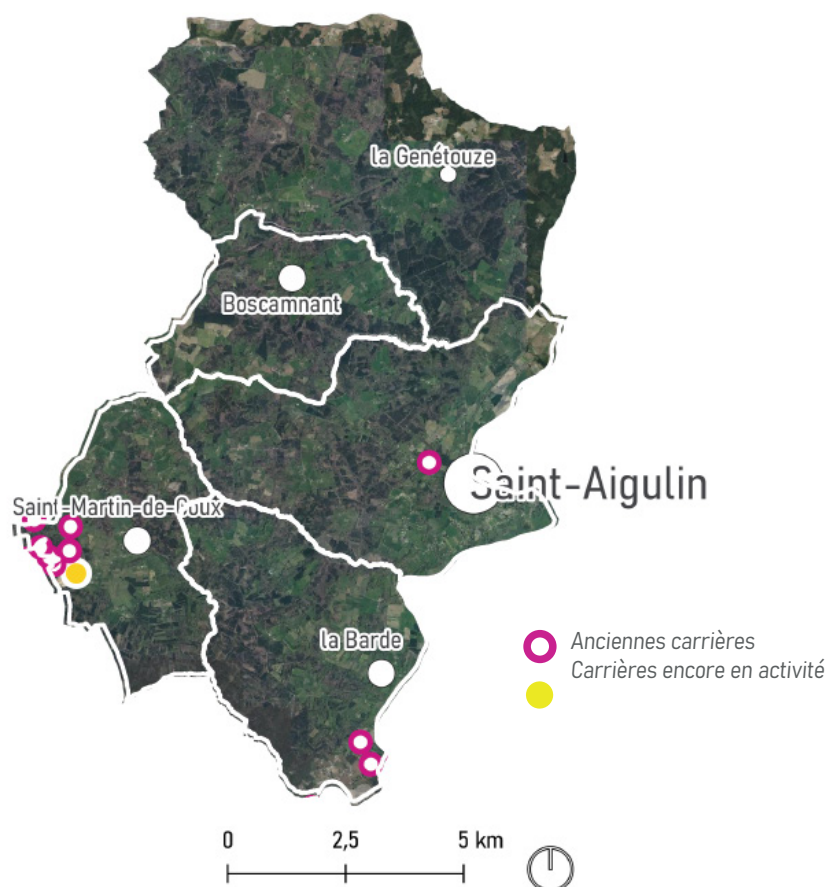 la Genétouze
Boscamnant
Saint-Aigulin
Saint-Martin-de-Coux
la Barde
Anciennes carrières
Carrières encore en activité
0 2,5 5 km